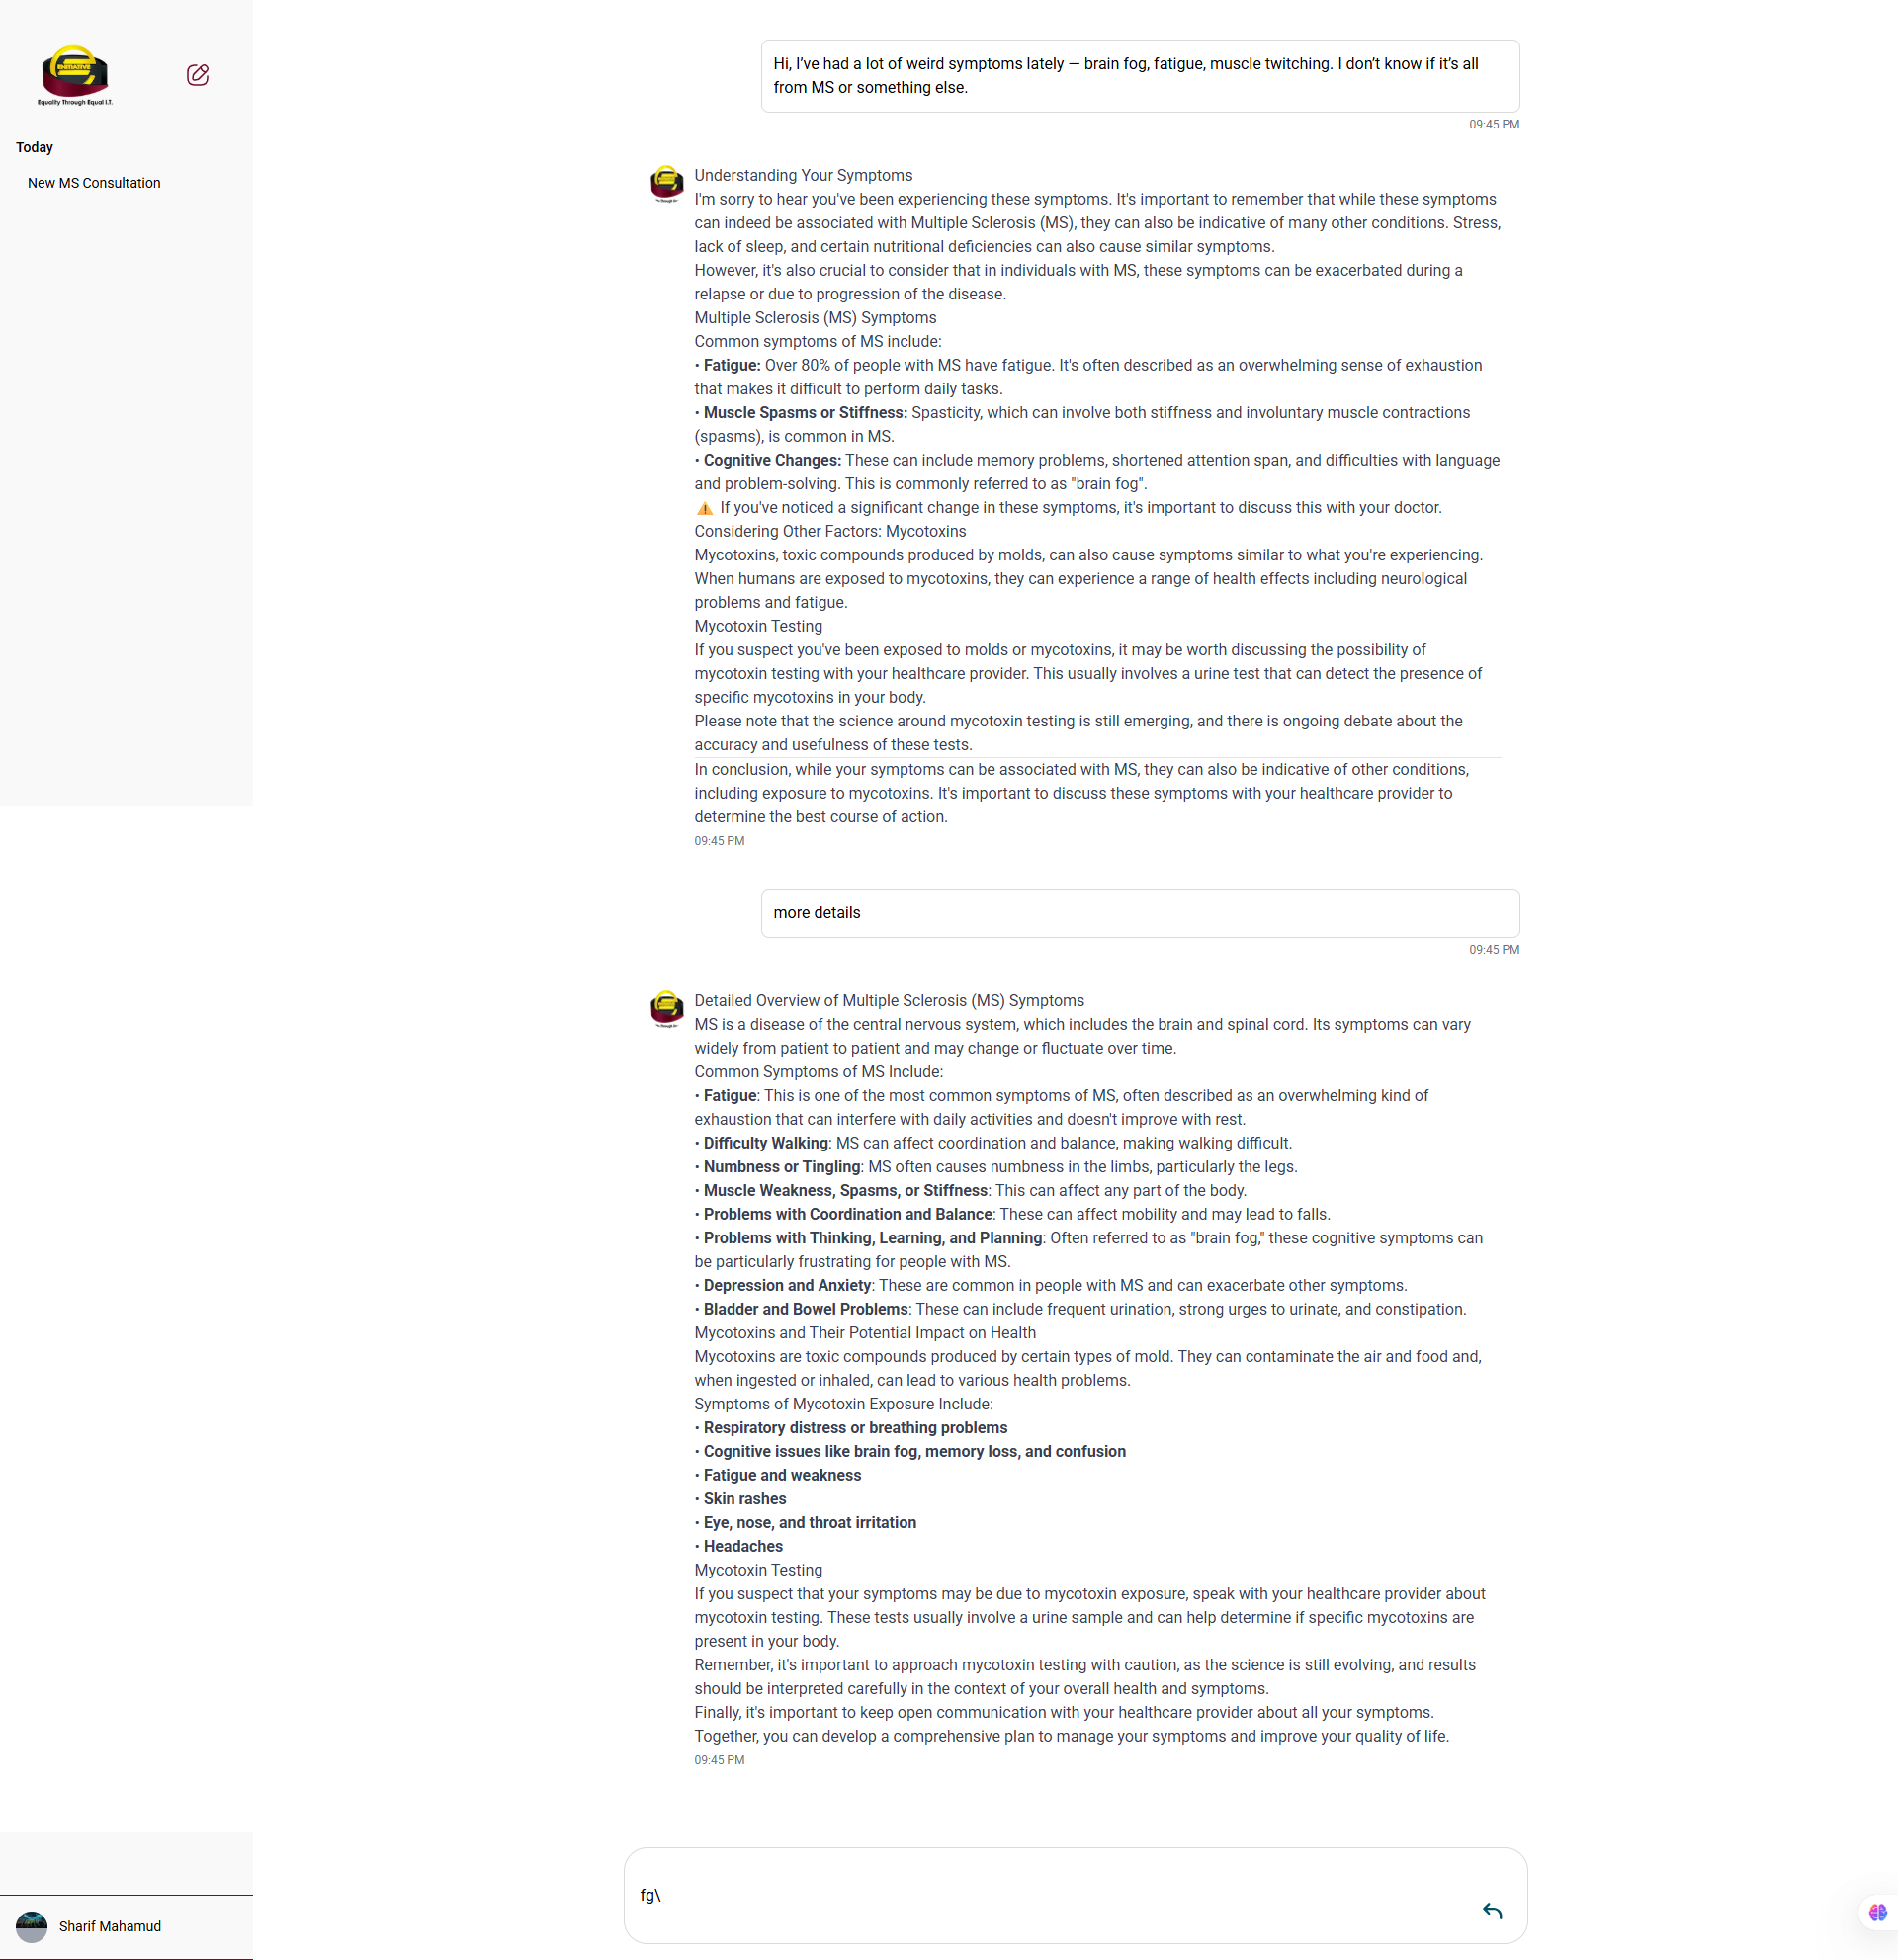 ENITIATIVE
Equality Through Equal I.T.
Today
New MS Consultation
Hi, I’ve had a lot of weird symptoms lately — brain fog, fatigue, muscle twitching. I don’t know if it’s all
from MS or something else.
09:45 PM
Understanding Your Symptoms
I'm sorry to hear you've been experiencing these symptoms. It's important to remember that while these symptoms
can indeed be associated with Multiple Sclerosis (MS), they can also be indicative of many other conditions. Stress,
lack of sleep, and certain nutritional deficiencies can also cause similar symptoms.
However, it's also crucial to consider that in individuals with MS, these symptoms can be exacerbated during a
relapse or due to progression of the disease.
Multiple Sclerosis (MS) Symptoms
Common symptoms of MS include:
• Fatigue: Over 80% of people with MS have fatigue. It's often described as an overwhelming sense of exhaustion
that makes it difficult to perform daily tasks.
• Muscle Spasms or Stiffness: Spasticity, which can involve both stiffness and involuntary muscle contractions
(spasms), is common in MS.
• Cognitive Changes: These can include memory problems, shortened attention span, and difficulties with language
and problem-solving. This is commonly referred to as "brain fog".
⚠️ If you've noticed a significant change in these symptoms, it's important to discuss this with your doctor.
Considering Other Factors: Mycotoxins
Mycotoxins, toxic compounds produced by molds, can also cause symptoms similar to what you're experiencing.
When humans are exposed to mycotoxins, they can experience a range of health effects including neurological
problems and fatigue.
Mycotoxin Testing
If you suspect you've been exposed to molds or mycotoxins, it may be worth discussing the possibility of
mycotoxin testing with your healthcare provider. This usually involves a urine test that can detect the presence of
specific mycotoxins in your body.
Please note that the science around mycotoxin testing is still emerging, and there is ongoing debate about the
accuracy and usefulness of these tests.
In conclusion, while your symptoms can be associated with MS, they can also be indicative of other conditions,
including exposure to mycotoxins. It's important to discuss these symptoms with your healthcare provider to
determine the best course of action.
09:45 PM
more details
09:45 PM
Detailed Overview of Multiple Sclerosis (MS) Symptoms
MS is a disease of the central nervous system, which includes the brain and spinal cord. Its symptoms can vary
widely from patient to patient and may change or fluctuate over time.
Common Symptoms of MS Include:
• Fatigue: This is one of the most common symptoms of MS, often described as an overwhelming kind of
exhaustion that can interfere with daily activities and doesn't improve with rest.
• Difficulty Walking: MS can affect coordination and balance, making walking difficult.
• Numbness or Tingling: MS often causes numbness in the limbs, particularly the legs.
• Muscle Weakness, Spasms, or Stiffness: This can affect any part of the body.
• Problems with Coordination and Balance: These can affect mobility and may lead to falls.
• Problems with Thinking, Learning, and Planning: Often referred to as "brain fog," these cognitive symptoms can
be particularly frustrating for people with MS.
• Depression and Anxiety: These are common in people with MS and can exacerbate other symptoms.
• Bladder and Bowel Problems: These can include frequent urination, strong urges to urinate, and constipation.
Mycotoxins and Their Potential Impact on Health
Mycotoxins are toxic compounds produced by certain types of mold. They can contaminate the air and food and,
when ingested or inhaled, can lead to various health problems.
Symptoms of Mycotoxin Exposure Include:
• Respiratory distress or breathing problems
• Cognitive issues like brain fog, memory loss, and confusion
• Fatigue and weakness
• Skin rashes
• Eye, nose, and throat irritation
• Headaches
Mycotoxin Testing
If you suspect that your symptoms may be due to mycotoxin exposure, speak with your healthcare provider about
mycotoxin testing. These tests usually involve a urine sample and can help determine if specific mycotoxins are
present in your body.
Remember, it's important to approach mycotoxin testing with caution, as the science is still evolving, and results
should be interpreted carefully in the context of your overall health and symptoms.
Finally, it's important to keep open communication with your healthcare provider about all your symptoms.
Together, you can develop a comprehensive plan to manage your symptoms and improve your quality of life.
09:45 PM
fg\
Sharif Mahamud